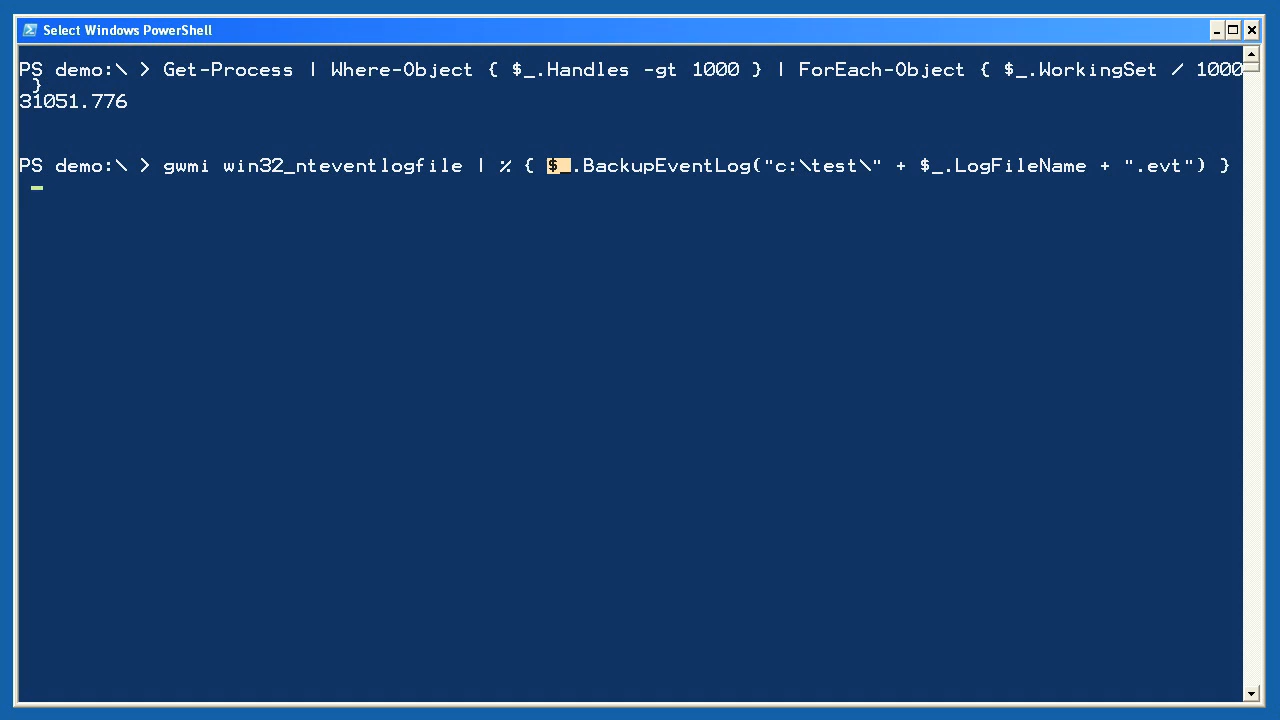 Select Windows PowerShell
PS demo:\ > Get-Process | Where-Object { $_.Handles -gt 1000 } | ForEach-Object { $_.WorkingSet / 1000
 }
31051.776
PS demo:\ > gwmi win32_nteventlogfile | % { $_.BackupEventLog("c:\test\" + $_.LogFileName + ".evt") }